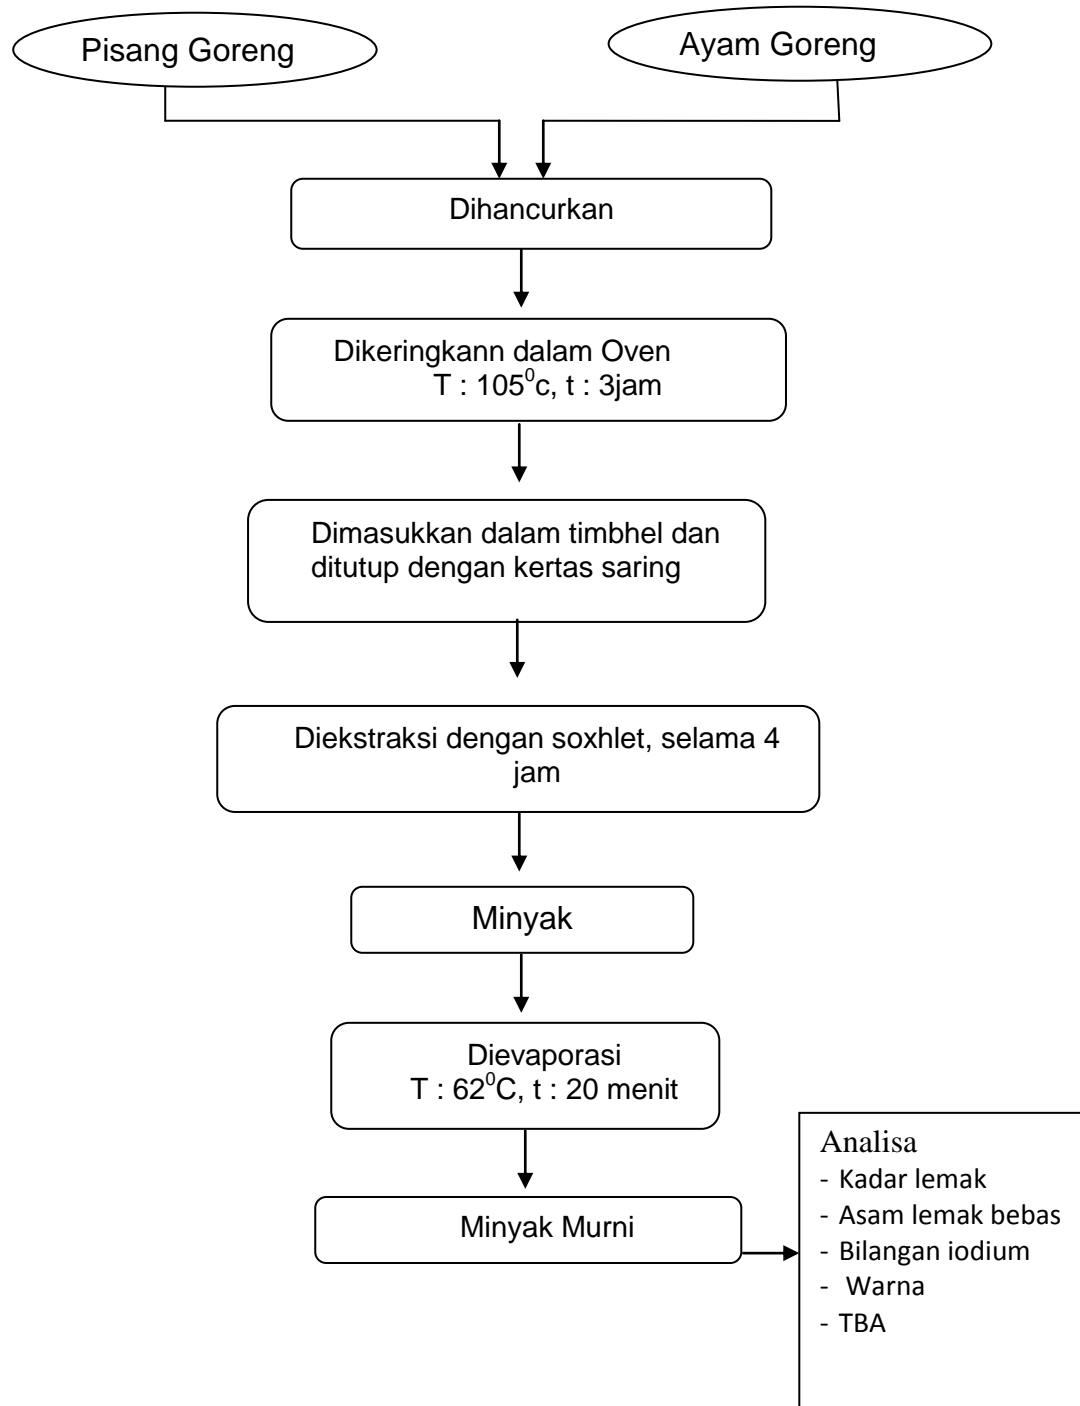 Pisang Goreng
Ayam Goreng
Dihancurkan
Dikeringkann dalam Oven
T : 105⁰c, t : 3jam
Dimasukkan dalam timbhel dan
ditutup dengan kertas saring
Diekstraksi dengan soxhlet, selama 4
jam
Minyak
Dievaporasi
T : 62⁰C, t : 20 menit
Minyak Murni
Analisa
- Kadar lemak
- Asam lemak bebas
- Bilangan iodium
- Warna
- TBA